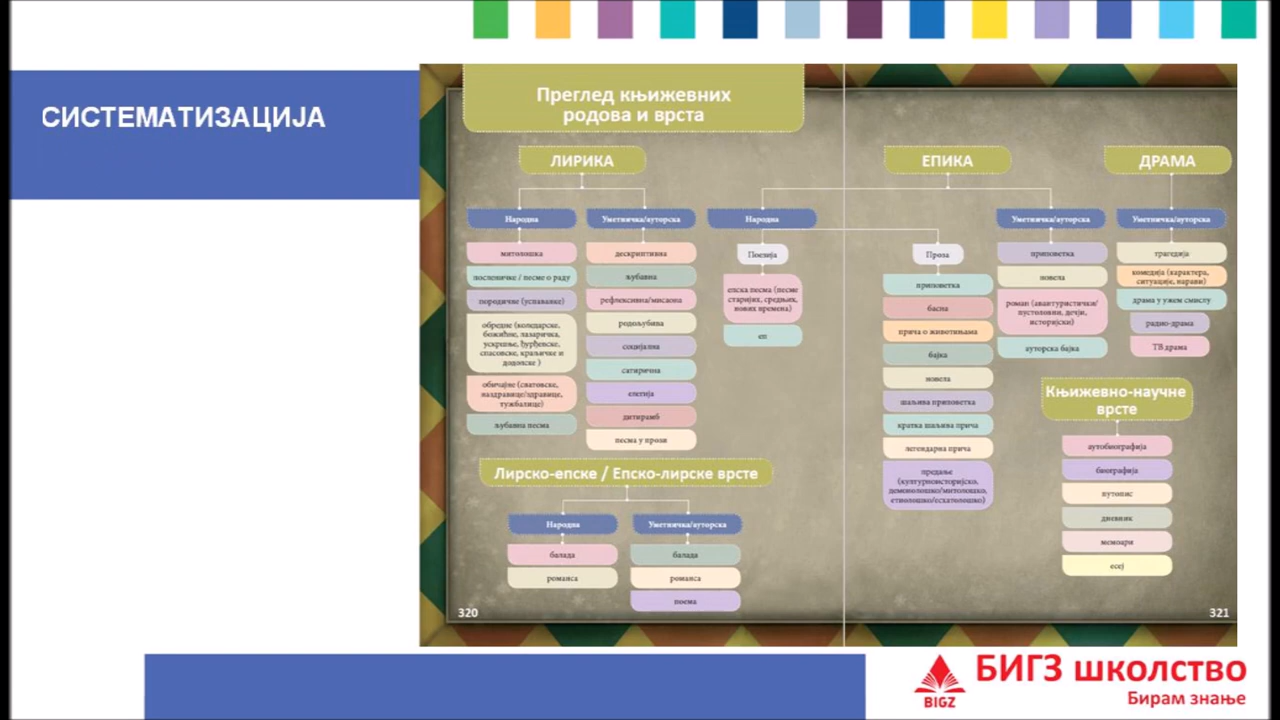 СИСТЕМАТИЗАЦИЈА
Преглед књижевних
родова и врста
ЛИРИКА
Народна
митолошка
посленичке / песме о раду
породичне (успаванке)
обредне (коледарске,
божићне, лазаричка,
ускршње, ђурђевске,
спасовске, краљичке и
додолске )
обичајне (сватовске,
наздравице/здравице,
тужбалице)
љубавна песма
Уметничка/ауторска
дескриптивна
љубавна
рефлексивна/мисаона
родољубива
социјална
сатирична
елегија
дитирамб
песма у прози
ЕПИКА
Народна
Поезија
епска песма (песме
старијих, средњих,
нових времена)
еп
Проза
приповетка
басна
прича о животињама
бајка
новела
шаљива приповетка
кратка шаљива прича
легендарна прича
предање
(културноисторијско,
демонолошко/митолошко,
етиолошко/есхатолошко)
Уметничка/ауторска
приповетка
новела
роман (авантуристички/
пустоловни, дечји,
историјски)
ауторска бајка
ДРАМА
Уметничка/ауторска
трагедија
комедија (карактера,
ситуације, нарави)
драма у ужем смислу
радио-драма
ТВ драма
Књижевно-научне
врсте
аутобиографија
биографија
путопис
дневник
мемоари
есеј
Лирско-епске / Епско-лирске врсте
Народна
балада
романса
Уметничка/ауторска
балада
романса
поема
320
321
BIGZ
БИГЗ школство
Бирам знање